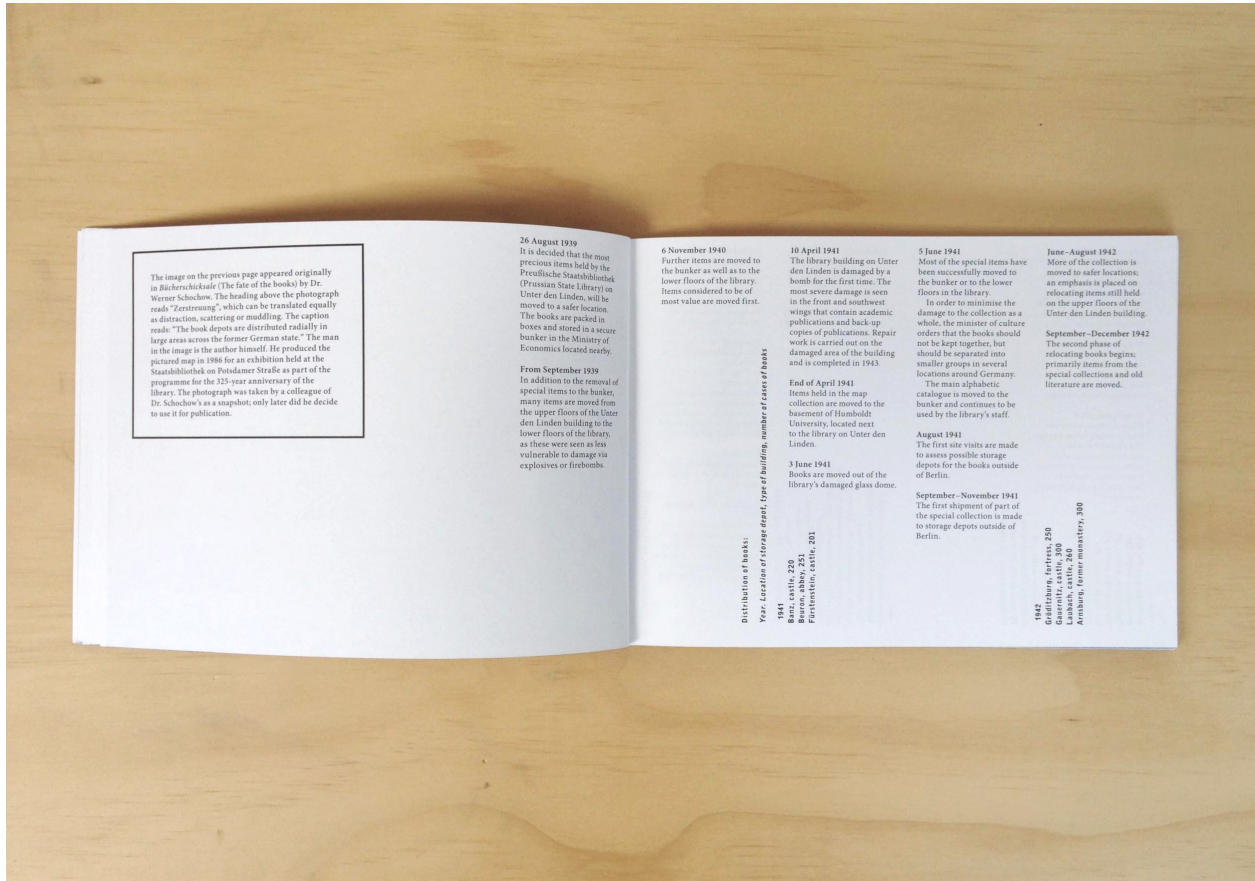 The image on the previous page appeared originally
in Bücherschicksale (The fate of the books) by Dr.
Werner Schochow. The heading above the photograph
reads “Zerstreuung”, which can be translated equally
as distraction, scattering or muddling. The caption
reads: “The book depots are distributed radially in
large areas across the former German state.” The man
in the image is the author himself. He produced the
pictured map in 1986 for an exhibition held at the
Staatsbibliothek on Potsdamer Straße as part of the
programme for the 325-year anniversary of the
library. The photograph was taken by a colleague of
Dr. Schochow’s as a snapshot; only later did be decide
to use it for publication.
26 August 1939
It is decided that the most
precious items held by the
Preußische Staatsbibliothek
(Prussian State Library) on
Unter den Linden, will be
moved to a safer location.
The books are packed in
boxes and stored in a secure
bunker in the Ministry of
Economics located nearby.
From September 1939
In addition to the removal of
special items to the bunker,
many items are moved from
the upper floors of the Unter
den Linden building to the
lower floors of the library,
as these were seen as less
vulnerable to damage via
explosives or firebombs.
6 November 1940
Further items are moved to
the bunker as well as to the
lower floors of the library.
Items considered to be of
most value are moved first.
Distribution of books:
Year. Location of storage depot, type of building, number of cases of books
10 April 1941
The library building on Unter
den Linden is damaged by a
bomb for the first time. The
most severe damage is seen
in the front and southwest
wings that contain academic
publications and back-up
copies of publications. Repair
work is carried out on the
damaged area of the building
and is completed in 1943.
End of April 1941
Items held in the map
collection are moved to the
basement of Humboldt
University, located next
to the library on Unter den
Linden.
3 June 1941
Books are moved out of the
library’s damaged glass dome.
1941
Banz, castle, 220
Beuron, abbey, 251
Fürstenstein, castle, 201
5 June 1941
Most of the special items have
been successfully moved to
the bunker or to the lower
floors in the library.
In order to minimise the
damage to the collection as a
whole, the minister of culture
orders that the books should
not be kept together, but
should be separated into
smaller groups in several
locations around Germany.
The main alphabetic
catalogue is moved to the
bunker and continues to be
used by the library’s staff.
August 1941
The first site visits are made
to assess possible storage
depots for the books outside
of Berlin.
September–November 1941
The first shipment of part of
the special collection is made
to storage depots outside of
Berlin.
June–August 1942
More of the collection is
moved to safer locations;
an emphasis is placed on
relocating items still held
on the upper floors of the
Unter den Linden building.
September–December 1942
The second phase of
relocating books begins;
primarily items from the
special collections and old
literature are moved.
1942
Gröditzburg, fortress, 250
Gauernitz, castle, 300
Laubach, castle, 260
Arnsburg, former monastery, 300